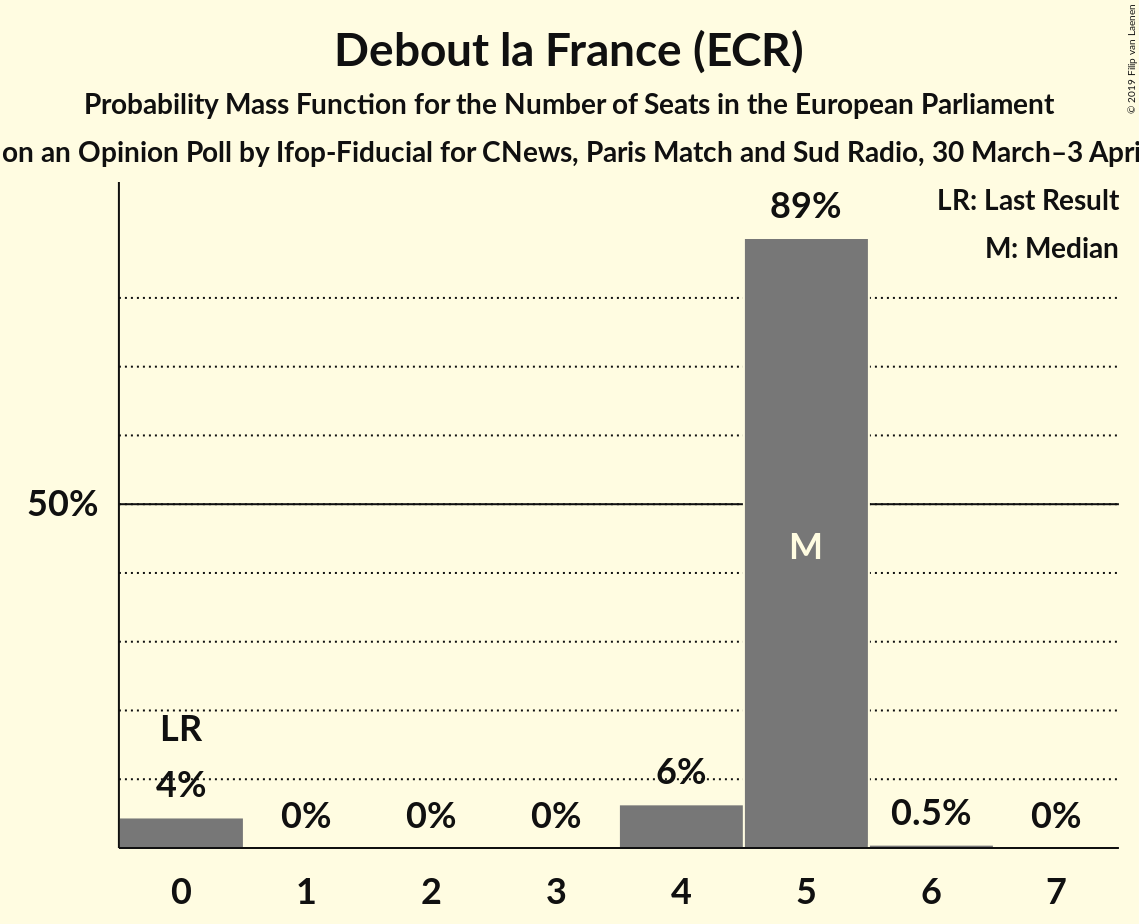 Debout la France (ECR)
Probability Mass Function for the Number of Seats in the European Parliament
on an Opinion Poll by Ifop-Fiducial for CNews, Paris Match and Sud Radio, 30 March–3 Apri
© 2019 Filip van Laenen
LR: Last Result
M: Median
89%
50%
M
LR
4%
0%
0%
0%
6%
0.5%
0%
0 1 2 3 4 5 6 7